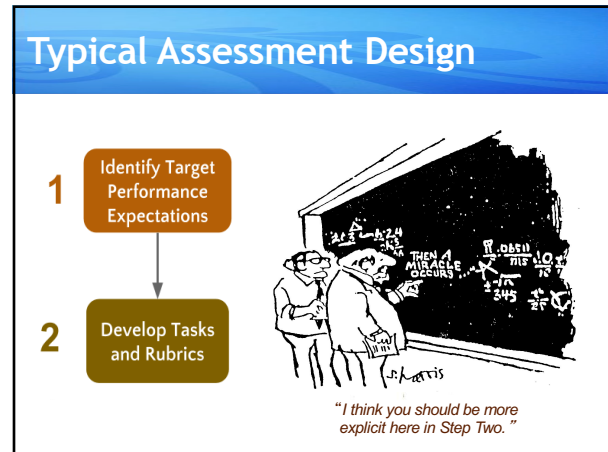 Typical Assessment Design
1
Identify Target
Performance
Expectations
2
Develop Tasks
and Rubrics
THEN A
MIRACLE
OCCURS
s. harris
“I think you should be more
explicit here in Step Two.”